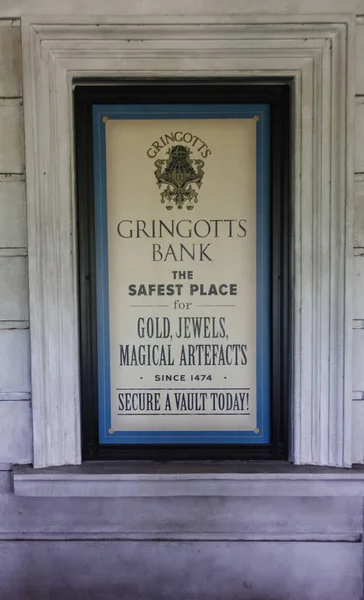 GRINGOTTS
GRINGOTTS
BANK
THE
SAFEST PLACE
for
GOLD, JEWELS,
MAGICAL ARTEFACTS
· SINCE 1474 ·
SECURE A VAULT TODAY!